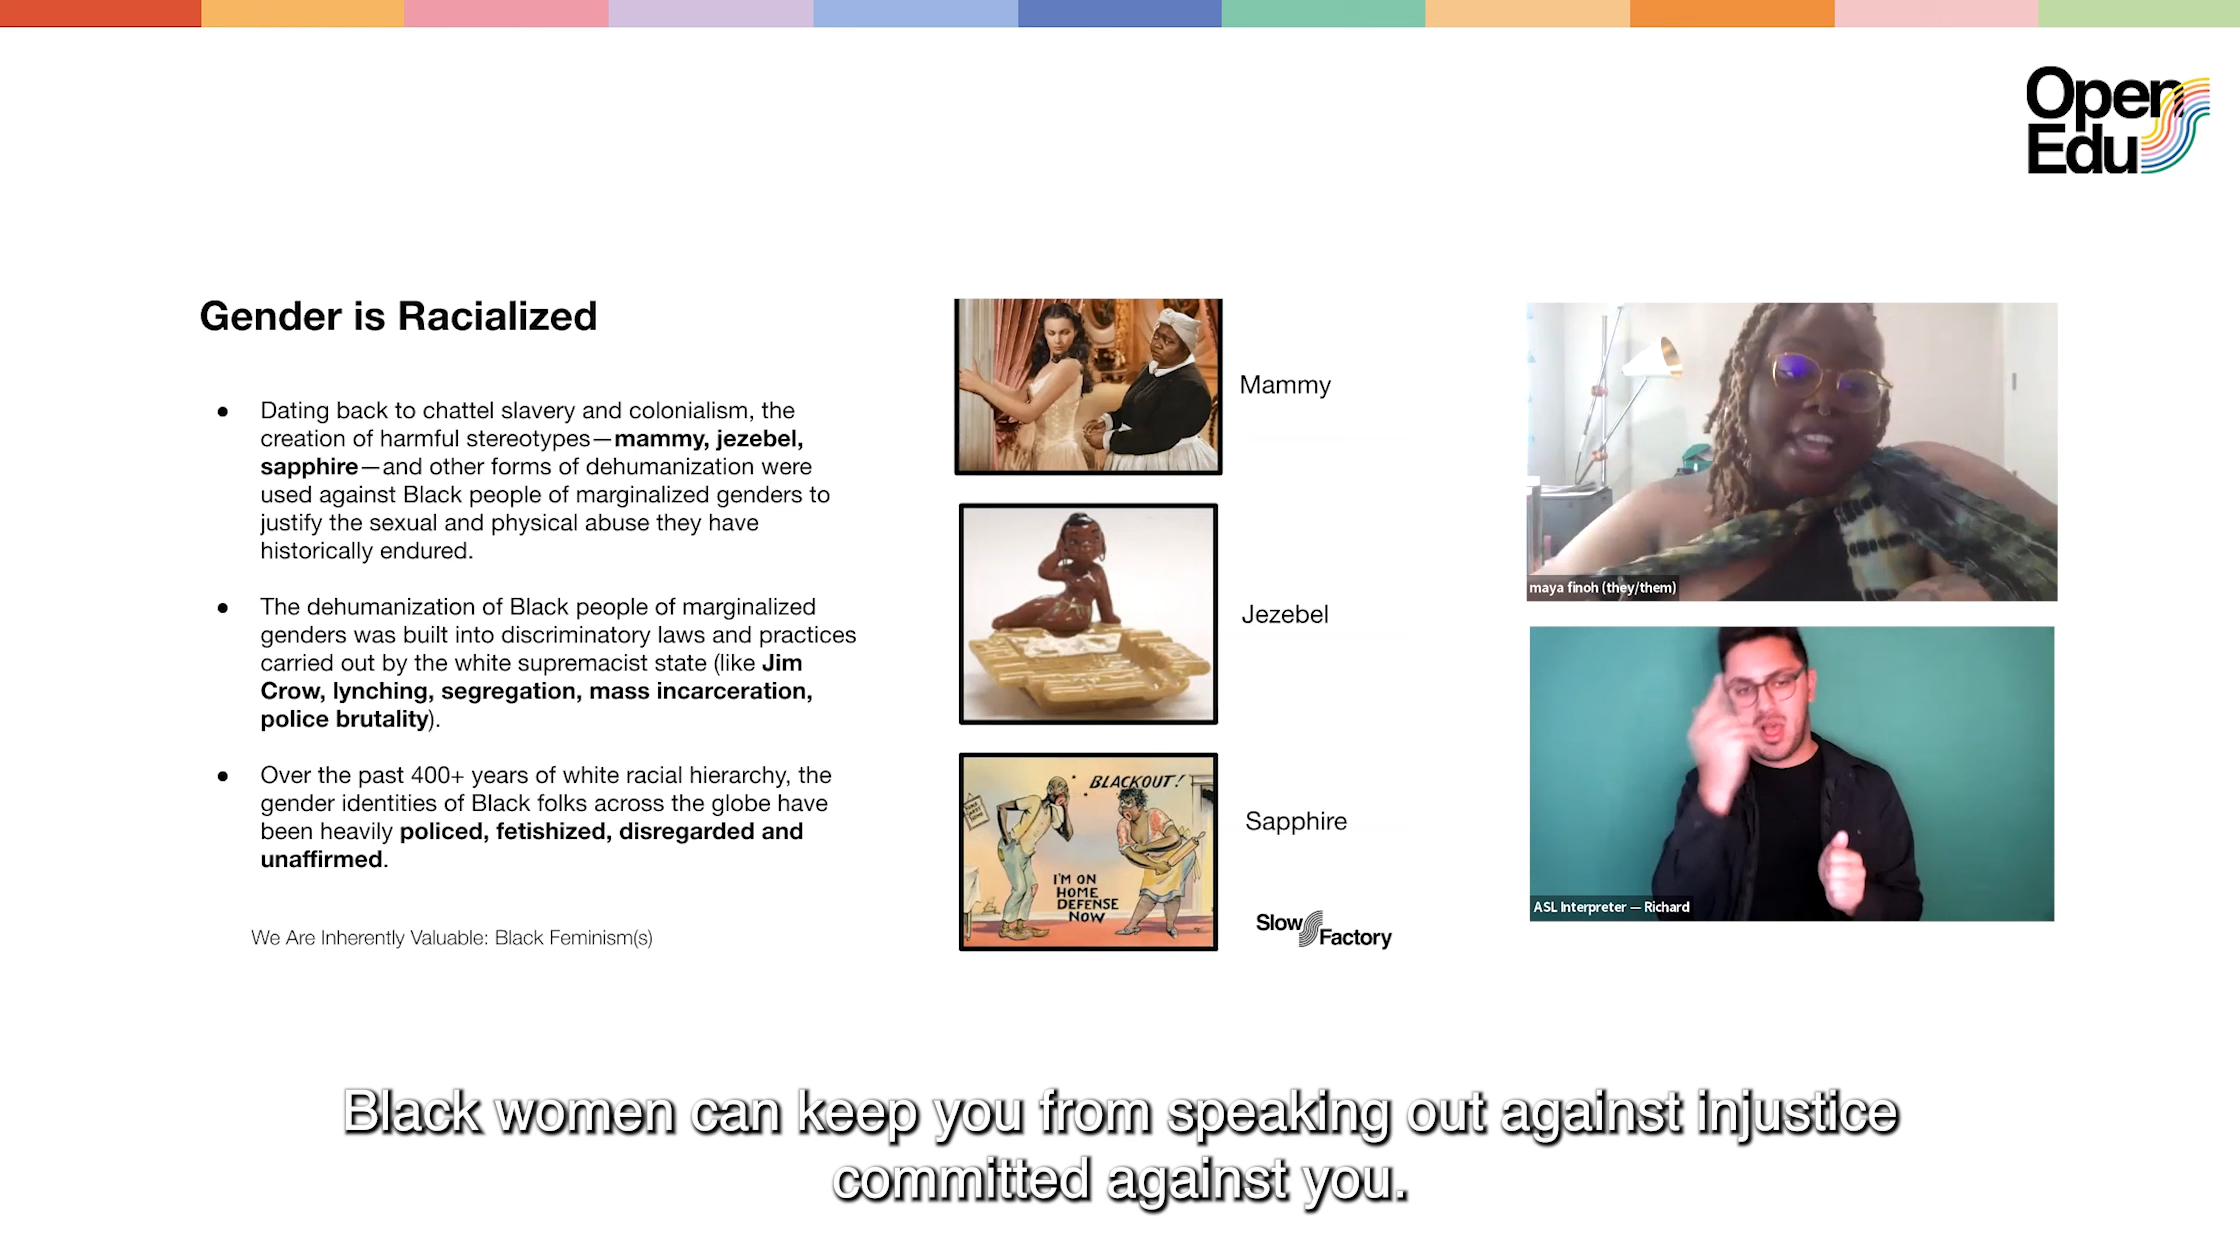 Open
Edu
Gender is Racialized
● Dating back to chattel slavery and colonialism, the
creation of harmful stereotypes—mammy, jezebel,
sapphire—and other forms of dehumanization were
used against Black people of marginalized genders to
justify the sexual and physical abuse they have
historically endured.
● The dehumanization of Black people of marginalized
genders was built into discriminatory laws and practices
carried out by the white supremacist state (like Jim
Crow, lynching, segregation, mass incarceration,
police brutality).
● Over the past 400+ years of white racial hierarchy, the
gender identities of Black folks across the globe have
been heavily policed, fetishized, disregarded and
unaffirmed.
We Are Inherently Valuable: Black Feminism(s)
Mammy
Jezebel
BLACKOUT!
I'M ON
HOME
DEFENSE
NOW
Sapphire
Slow
Factory
maya finoh (they/them)
ASL Interpreter — Richard
Black women can keep you from speaking out against injustice
committed against you.